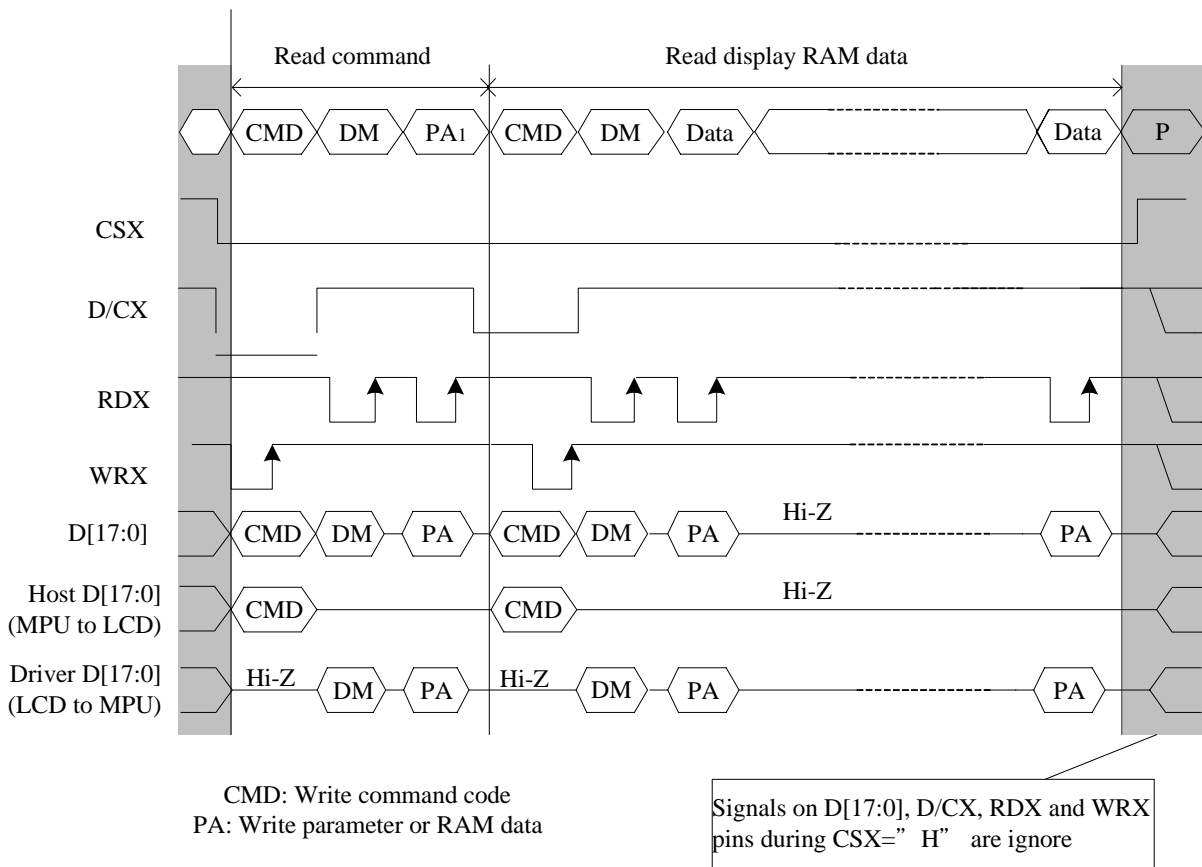 Read command Read display RAM data
CMD DM PA1 CMD DM Data Data P
CSX
D/CX
RDX
WRX
D[17:0] CMD DM PA CMD DM PA Hi-Z PA
Host D[17:0]
(MPU to LCD) CMD CMD Hi-Z
Driver D[17:0]
(LCD to MPU) Hi-Z DM PA Hi-Z DM PA PA
CMD: Write command code
PA: Write parameter or RAM data
Signals on D[17:0], D/CX, RDX and WRX
pins during CSX=” H” are ignore